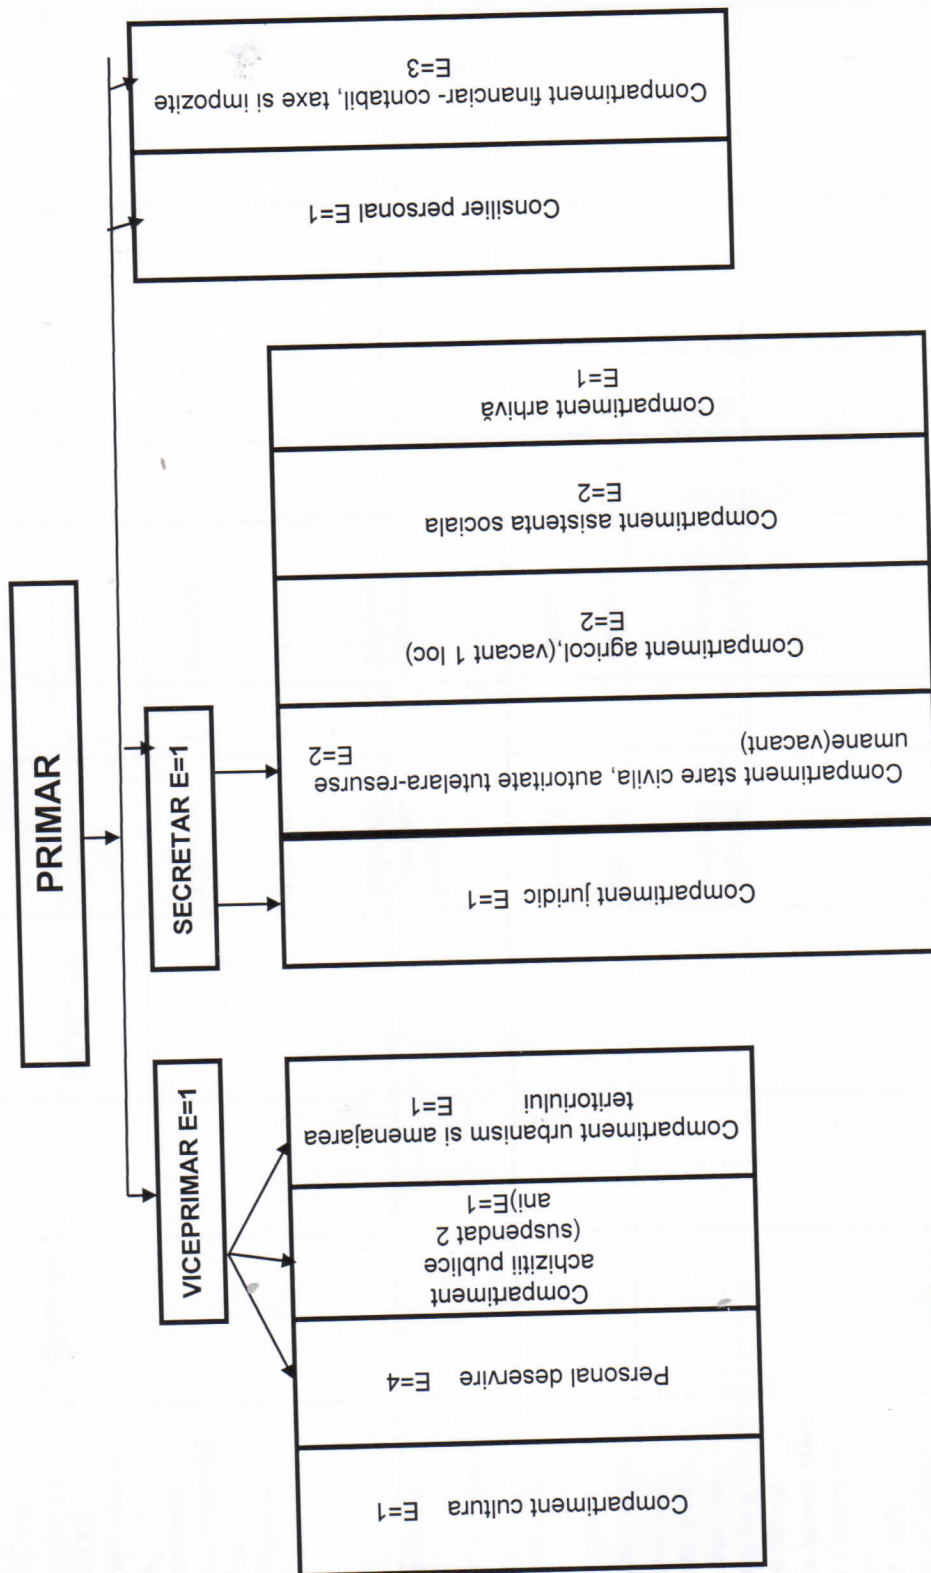 PRIMAR
VICEPRIMAR E=1
SECRETAR E=1
Compartiment cultura E=1
Personal deservire E=4
Compartiment
achizitii publice
(suspendat 2
ani)E=1
Compartiment urbanism si amenajarea
teritoriului E=1
Compartiment juridic E=1
Compartiment stare civila, autoritate tutelara-resurse
umane(vacant) E=2
Compartiment agricol,(vacant 1 loc)
E=2
Compartiment asistenta sociala
E=2
Compartiment arhivă
E=1
Consilier personal E=1
Compartiment financiar- contabil, taxe si impozite
E=3